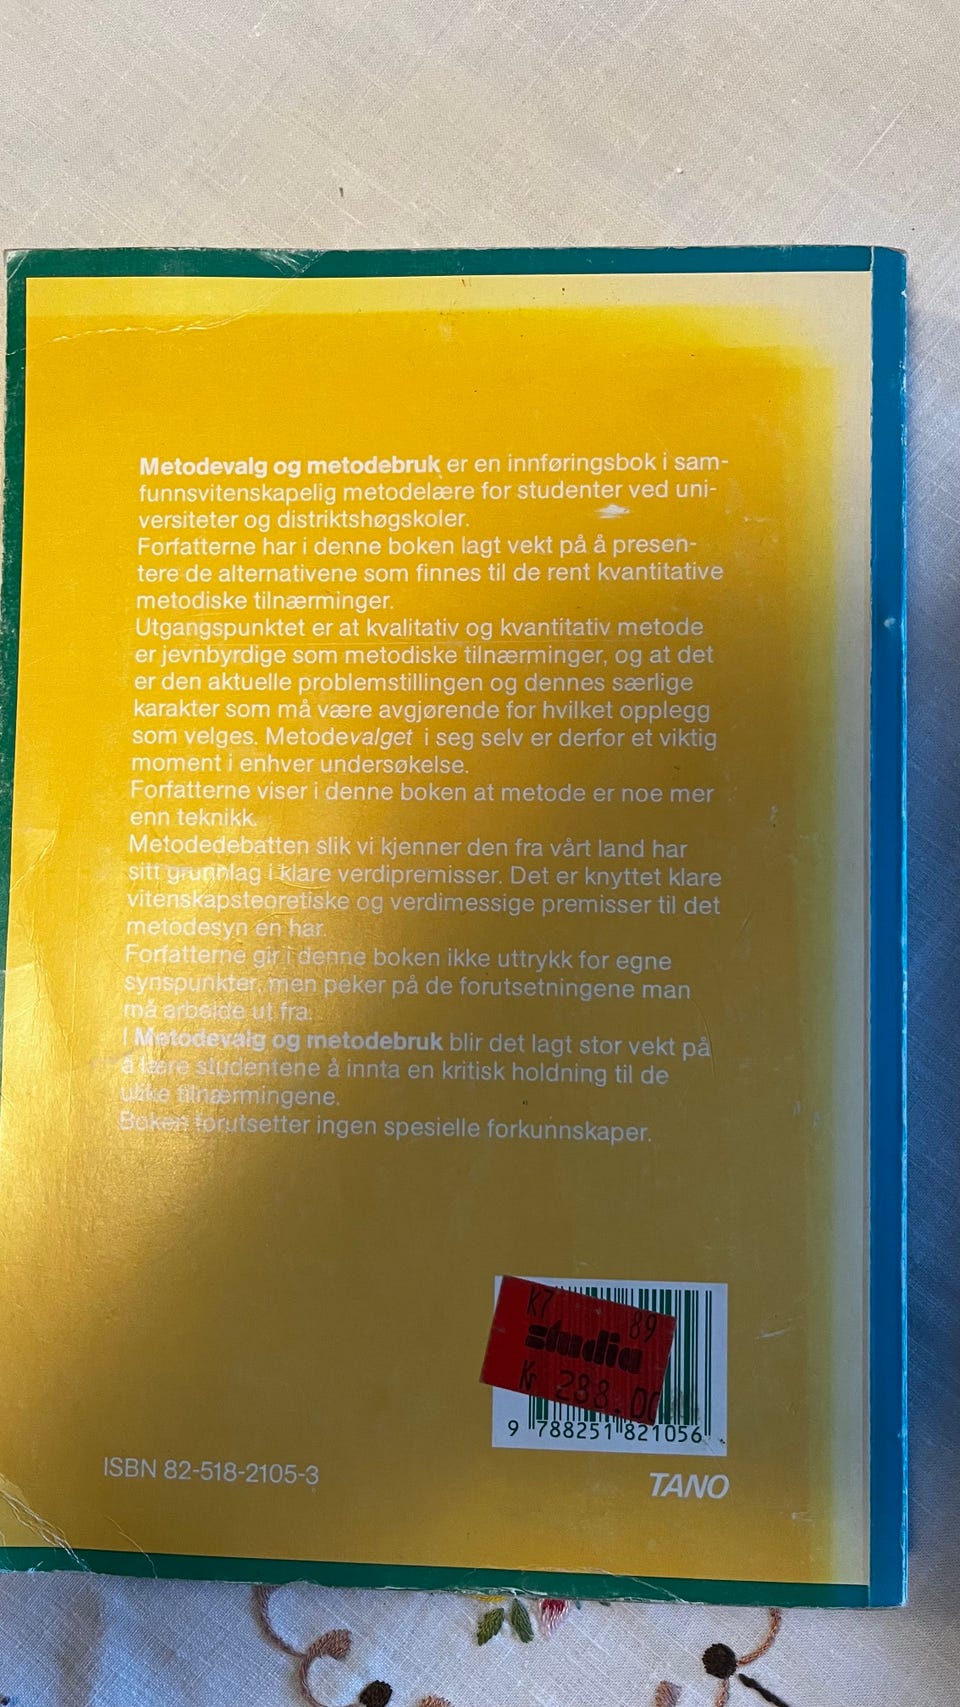 Metodevalg og metodebruk er en innføringsbok i sam-
funnsvitenskapelig metodelære for studenter ved uni-
versiteter og distriktshøgskoler.
Forfatterne har i denne boken lagt vekt på å presen-
tere de alternativene som finnes til de rent kvantitative
metodiske tilnærminger.
Utgangspunktet er at kvalitativ og kvantitativ metode
er jevnbyrdige som metodiske tilnærminger, og at det
er den aktuelle problemstillingen og dennes særlige
karakter som må være avgjørende for hvilket opplegg
som velges. Metodevalget i seg selv er derfor et viktig
moment i enhver undersøkelse.
Forfatterne viser i denne boken at metode er noe mer
enn teknikk.
Metodedebatten slik vi kjenner den fra vårt land har
sitt grunnlag i klare verdipremisser. Det er knyttet klare
vitenskapsteoretiske og verdimessige premisser til det
metodesyn en har.
Forfatterne gir i denne boken ikke uttrykk for egne
synspunkter, men peker på de forutsetningene man
må arbeide ut fra.
I Metodevalg og metodebruk blir det lagt stor vekt på
å lære studentene å innta en kritisk holdning til de
ulike tilnærmingene.
Boken forutsetter ingen spesielle forkunnskaper.
K7 89
studia
Kr 238.00
9 788251 821056
ISBN 82-518-2105-3
TANO